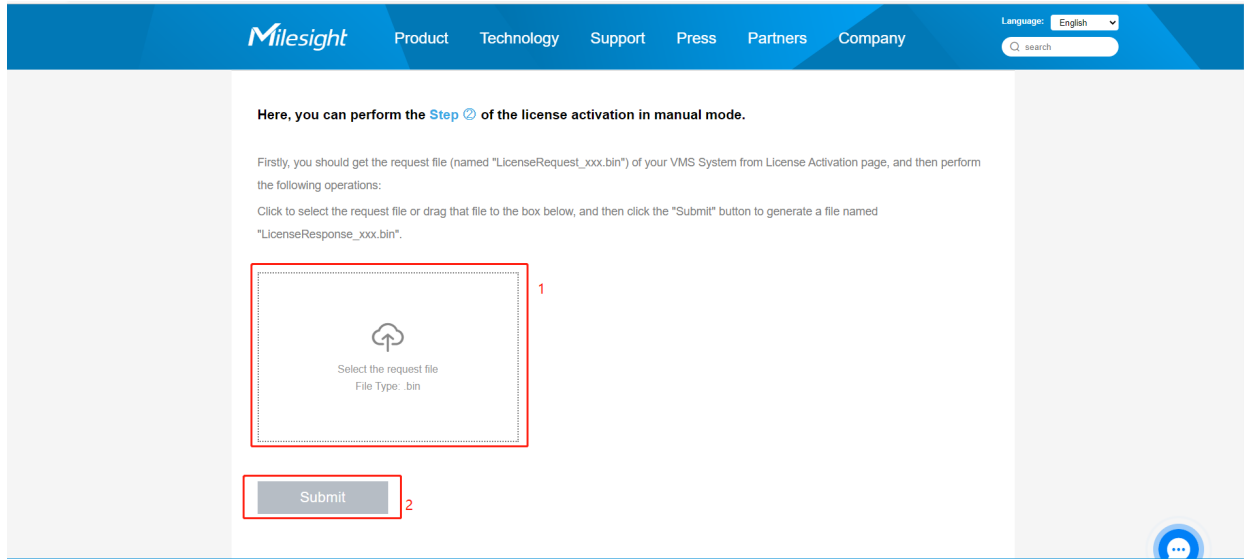 Milesight
Product Technology Support Press Partners Company
Language: English
search
Here, you can perform the Step ② of the license activation in manual mode.
Firstly, you should get the request file (named "LicenseRequest_xxx.bin") of your VMS System from License Activation page, and then perform
the following operations:
Click to select the request file or drag that file to the box below, and then click the "Submit" button to generate a file named
"LicenseResponse_xxx.bin".
1
Select the request file
File Type: .bin
Submit
2